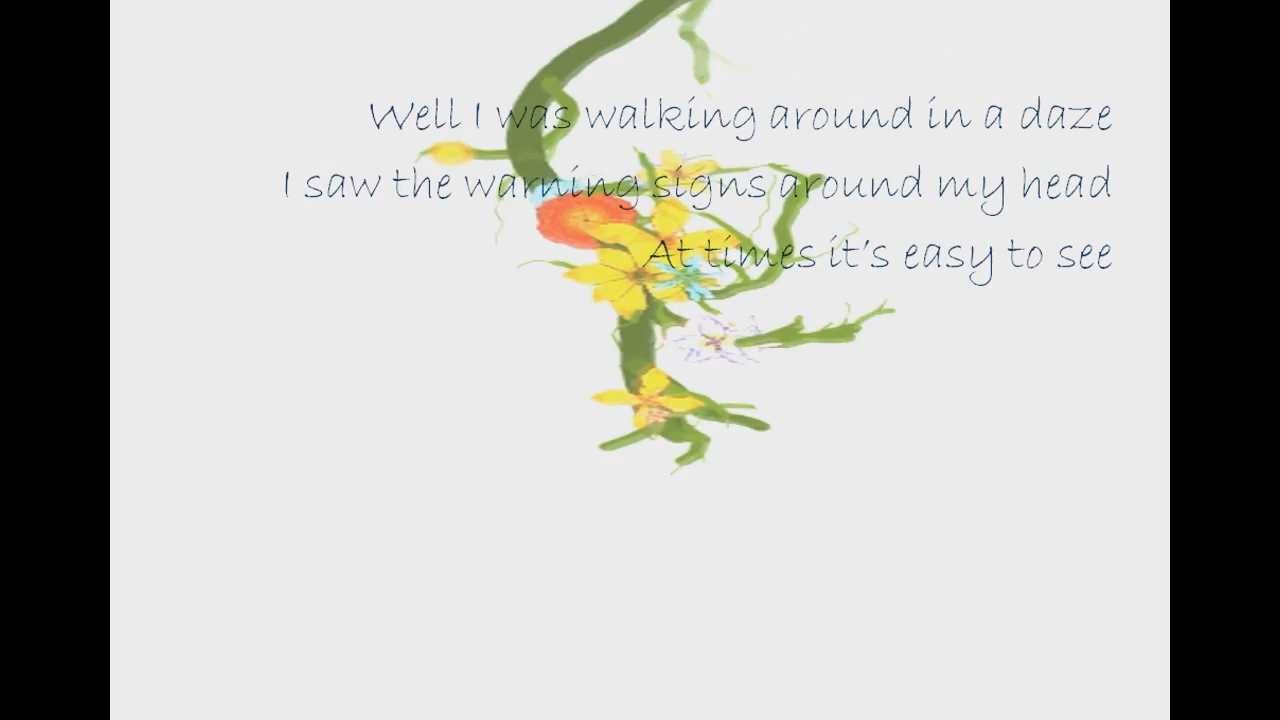 Well I was walking around in a daze
I saw the warning signs around my head
At times it's easy to see